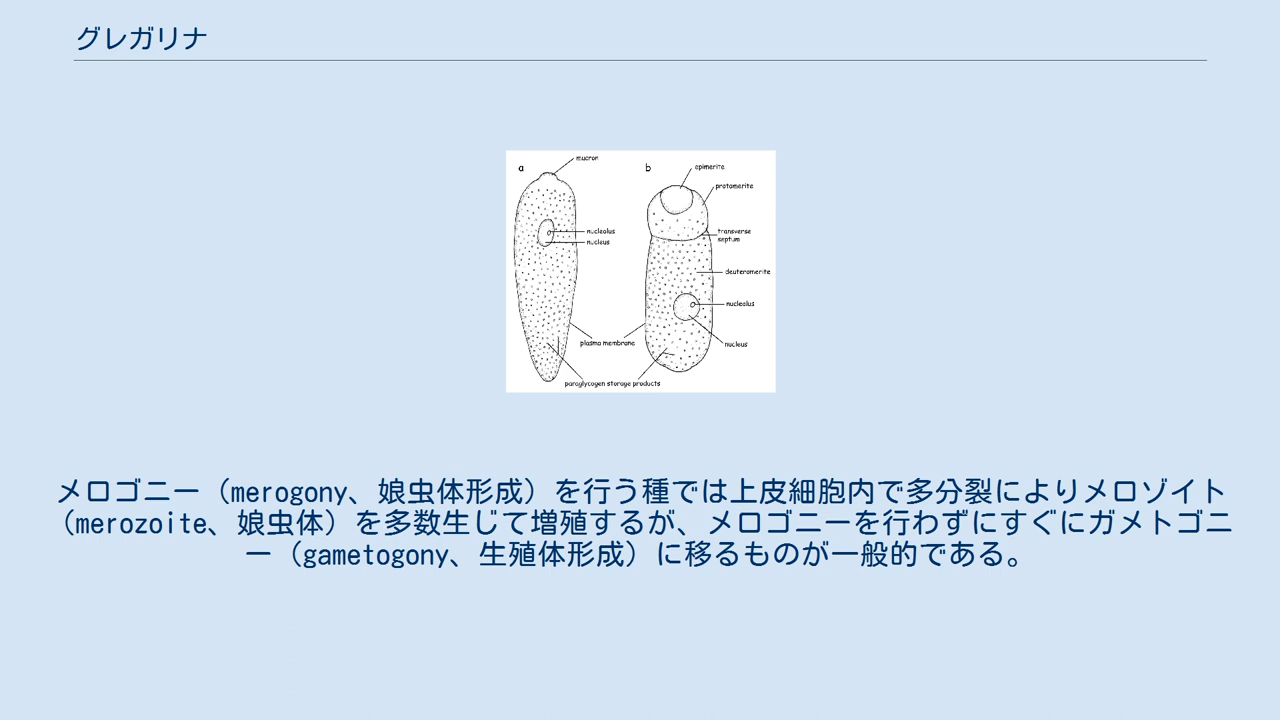 グレガリナ
a
mucron
nucleolus
nucleus
plasma membrane
paraglycogen storage products
b
epimerite
protomerite
transverse
septum
deuteromerite
nucleolus
nucleus
メロゴニー（merogony、娘虫体形成）を行う種では上皮細胞内で多分裂によりメロゾイト
（merozoite、娘虫体）を多数生じて増殖するが、メロゴニーを行わずにすぐにガメトゴニ
ー（gametogony、生殖体形成）に移るものが一般的である。